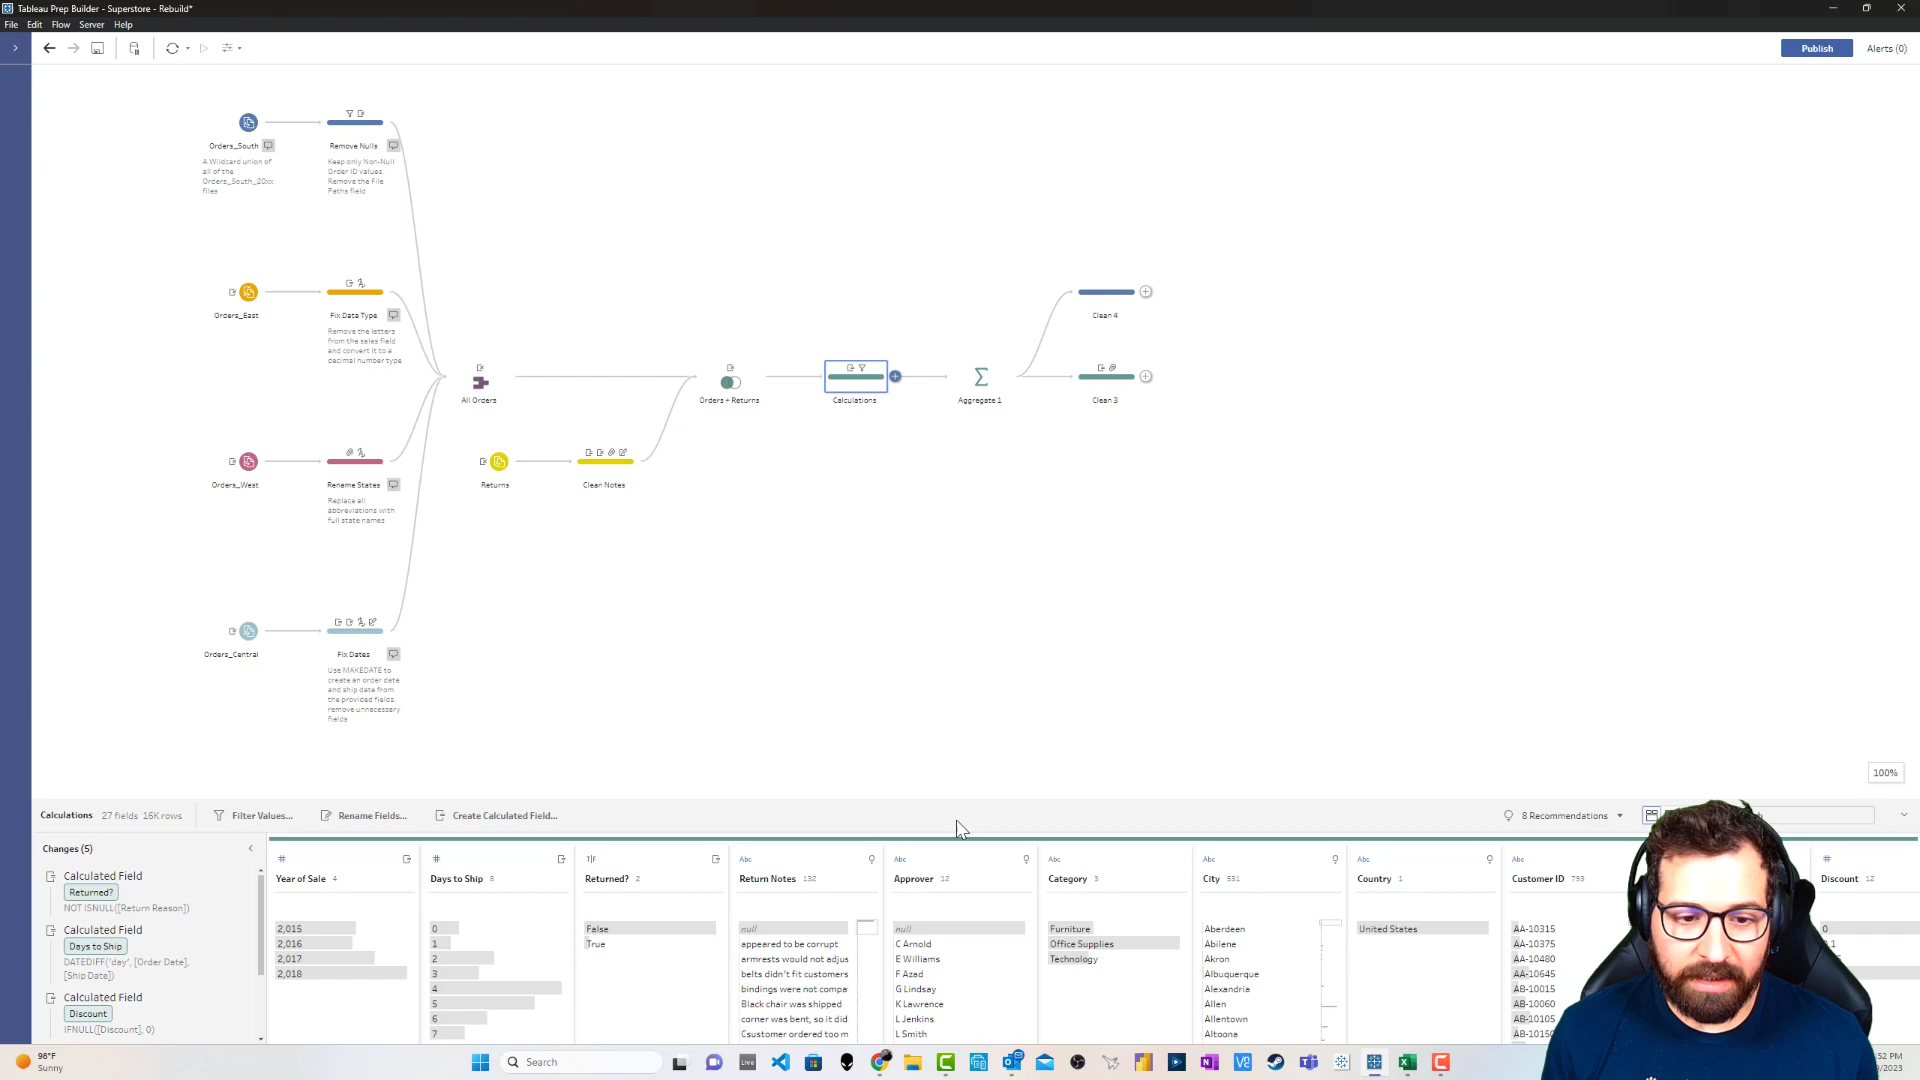 Tableau Prep Builder - Superstore - Rebuild*
File Edit Flow Server Help
Publish Alerts (0)
Orders_South
A Wildcard union of
all of the
Orders_South_20xx
files
Remove Nulls
Keep only Non-Null
Order ID values.
Remove the File
Paths field
Orders_East
Fix Data Type
Remove the letters
from the sales field
and convert it to a
decimal number type
Clean 4
All Orders
Orders + Returns
Calculations
Aggregate 1
Clean 3
Orders_West
Rename States
Replace all
abbreviations with
full state names
Returns
Clean Notes
Orders_Central
Fix Dates
Use MAKEDATE to
create an order date
and ship date from
the provided fields.
remove unnecessary
fields
100%
Calculations 27 fields 16K rows Filter Values... Rename Fields... Create Calculated Field... 8 Recommendations
Changes (5)
Calculated Field
Returned?
NOT ISNULL([Return Reason])
Calculated Field
Days to Ship
DATEDIFF('day', [Order Date],
[Ship Date])
Calculated Field
Discount
IFNULL([Discount], 0)
#
Year of Sale 4
2,015
2,016
2,017
2,018
#
Days to Ship 8
0
1
2
3
4
5
6
7
T|F
Returned? 2
False
True
Abc
Return Notes 132
null
appeared to be corrupt
armrests would not adjus
belts didn't fit customers
bindings were not compa
Black chair was shipped
corner was bent, so it did
Csustomer ordered too m
Abc
Approver 12
null
C Arnold
E Williams
F Azad
G Lindsay
K Lawrence
L Jenkins
L Smith
Abc
Category 3
Furniture
Office Supplies
Technology
Abc
City 531
Aberdeen
Abilene
Akron
Albuquerque
Alexandria
Allen
Allentown
Altoona
Abc
Country 1
United States
Abc
Customer ID 793
AA-10315
AA-10375
AA-10480
AA-10645
AB-10015
AB-10060
AB-10105
AB-10150
#
Discount 12
0
98°F
Sunny
Search
:52 PM
/2023